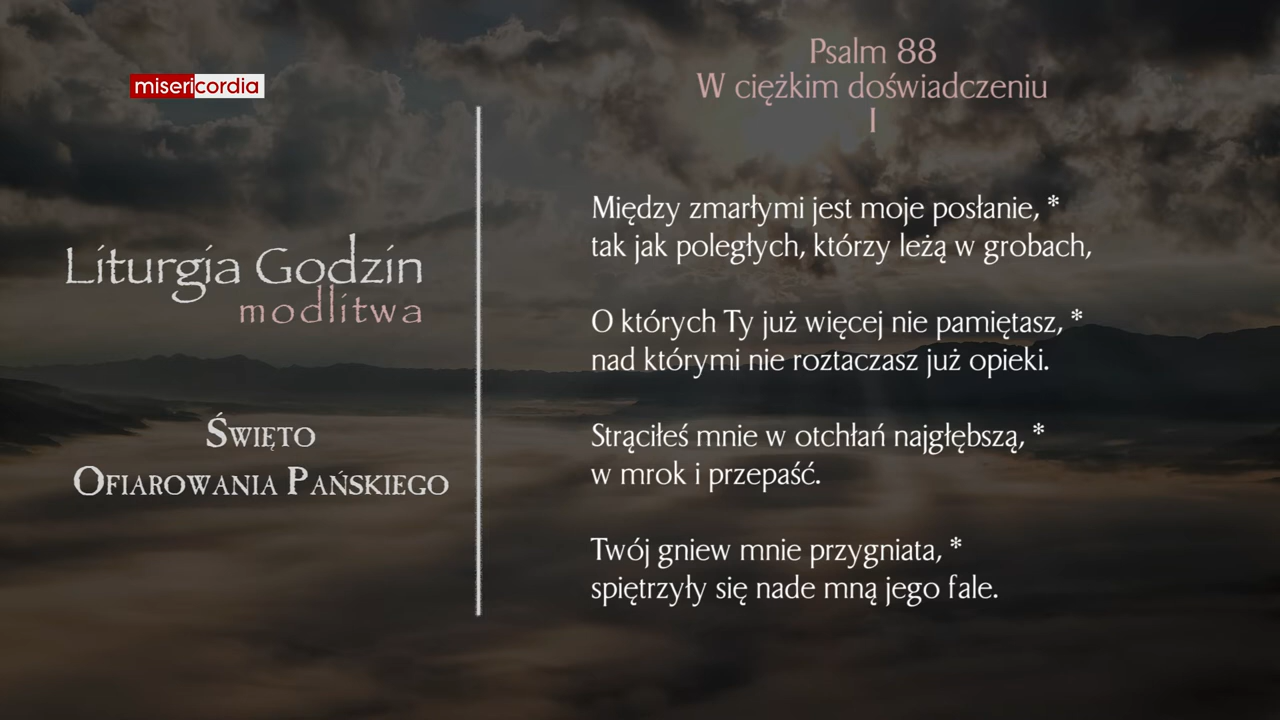 misericordia
Liturgia Godzin
modlitwa
Święto
Ofiarowania Pańskiego
Psalm 88
W ciężkim doświadczeniu
I
Między zmarłymi jest moje posłanie, *
tak jak poległych, którzy leżą w grobach,
O których Ty już więcej nie pamiętasz, *
nad którymi nie roztaczasz już opieki.
Strąciłeś mnie w otchłań najgłębszą, *
w mrok i przepaść.
Twój gniew mnie przygniata, *
spiętrzyły się nade mną jego fale.